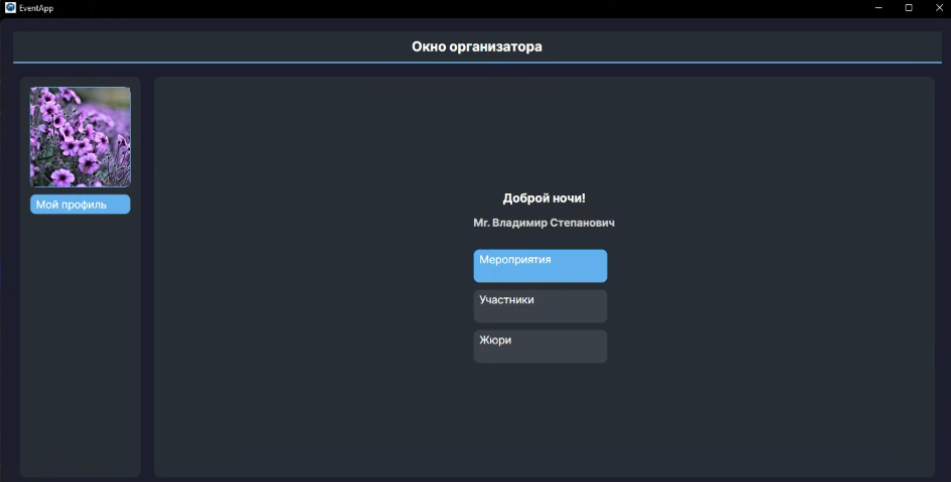 EventApp
Окно организатора
Мой профиль
Доброй ночи!
Mr. Владимир Степанович
Мероприятия
Участники
Жюри